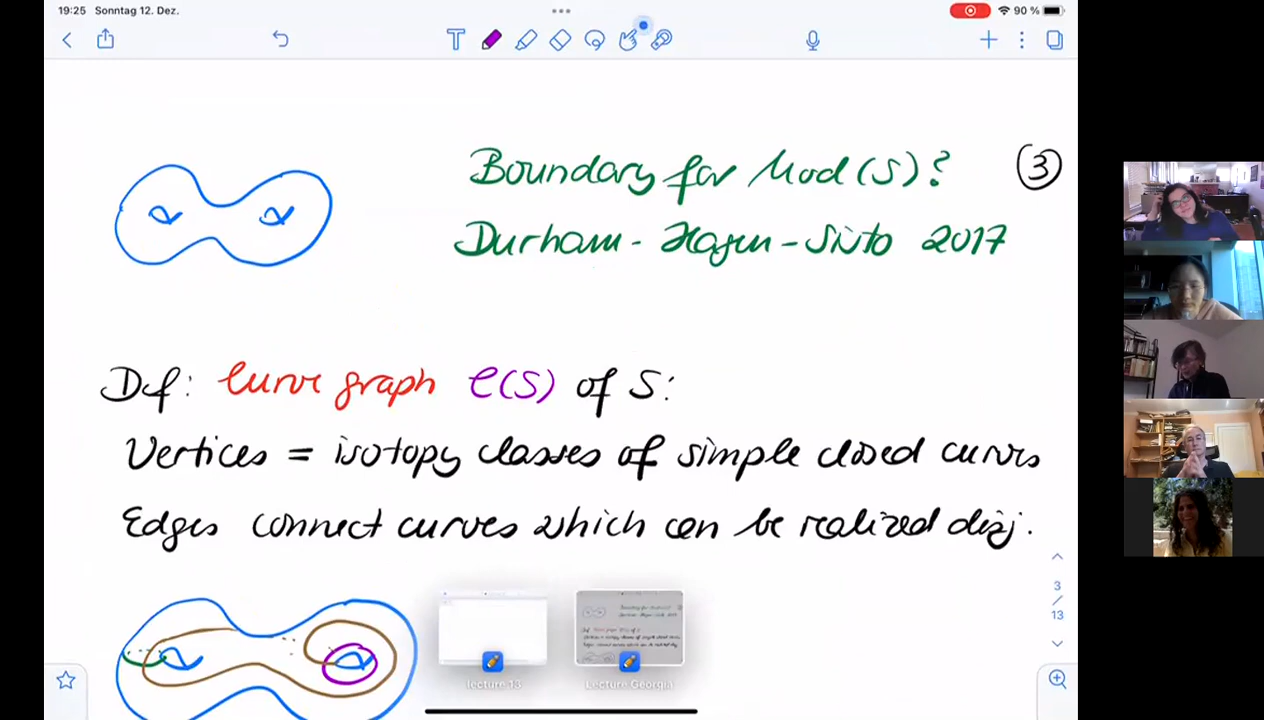 19:25 Sonntag 12. Dez.
90 %
Boundary for Mod(S)?
3
Durham - Hagen - Sisto 2017
Df: Curve graph C(S) of S:
Vertices = isotopy classes of simple closed curves
Edges connect curves which can be realized disj.
3
/
13
lecture 13
Lecture Georgia